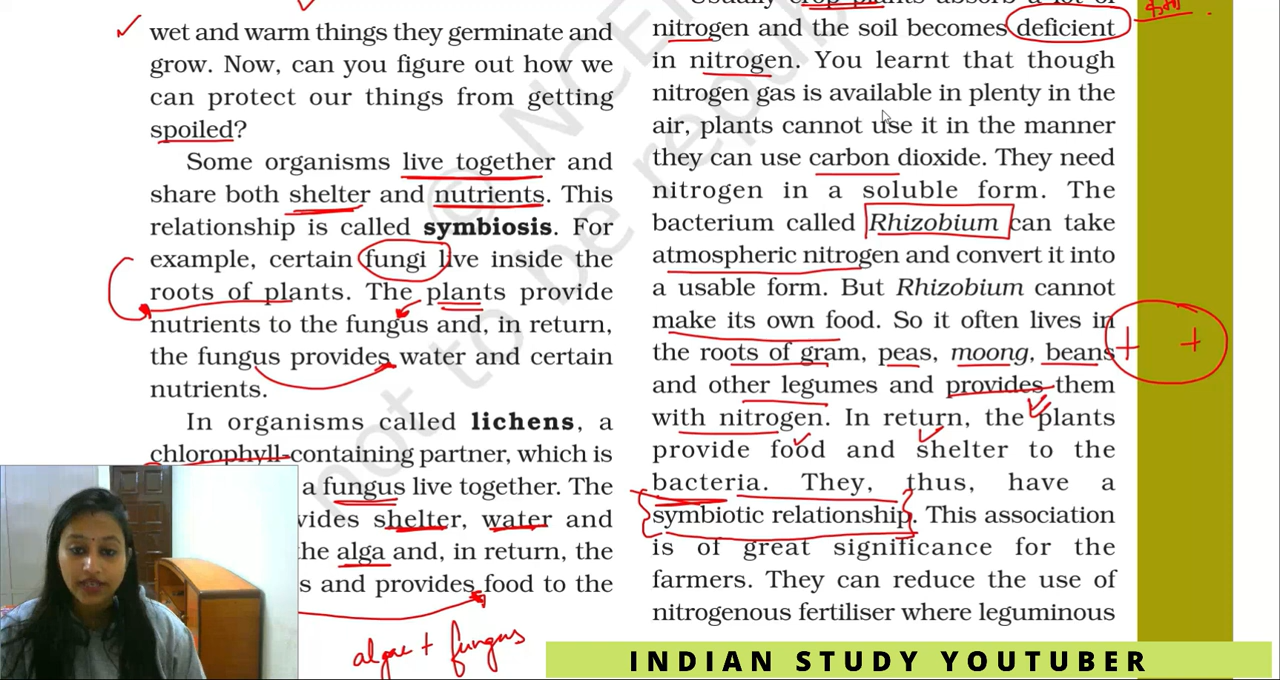 wet and warm things they germinate and
grow. Now, can you figure out how we
can protect our things from getting
spoiled?
Some organisms live together and
share both shelter and nutrients. This
relationship is called symbiosis. For
example, certain fungi live inside the
roots of plants. The plants provide
nutrients to the fungus and, in return,
the fungus provides water and certain
nutrients.
In organisms called lichens, a
chlorophyll-containing partner, which is
a fungus live together. The
vides shelter, water and
he alga and, in return, the
s and provides food to the
algae + fungus
Usually crop plants absorb a lot of
nitrogen and the soil becomes deficient
in nitrogen. You learnt that though
nitrogen gas is available in plenty in the
air, plants cannot use it in the manner
they can use carbon dioxide. They need
nitrogen in a soluble form. The
bacterium called Rhizobium can take
atmospheric nitrogen and convert it into
a usable form. But Rhizobium cannot
make its own food. So it often lives in
the roots of gram, peas, moong, beans
and other legumes and provides them
with nitrogen. In return, the plants
provide food and shelter to the
bacteria. They, thus, have a
symbiotic relationship. This association
is of great significance for the
farmers. They can reduce the use of
nitrogenous fertiliser where leguminous
+ +
© NCE
not to be republ
INDIAN STUDY YOUTUBER